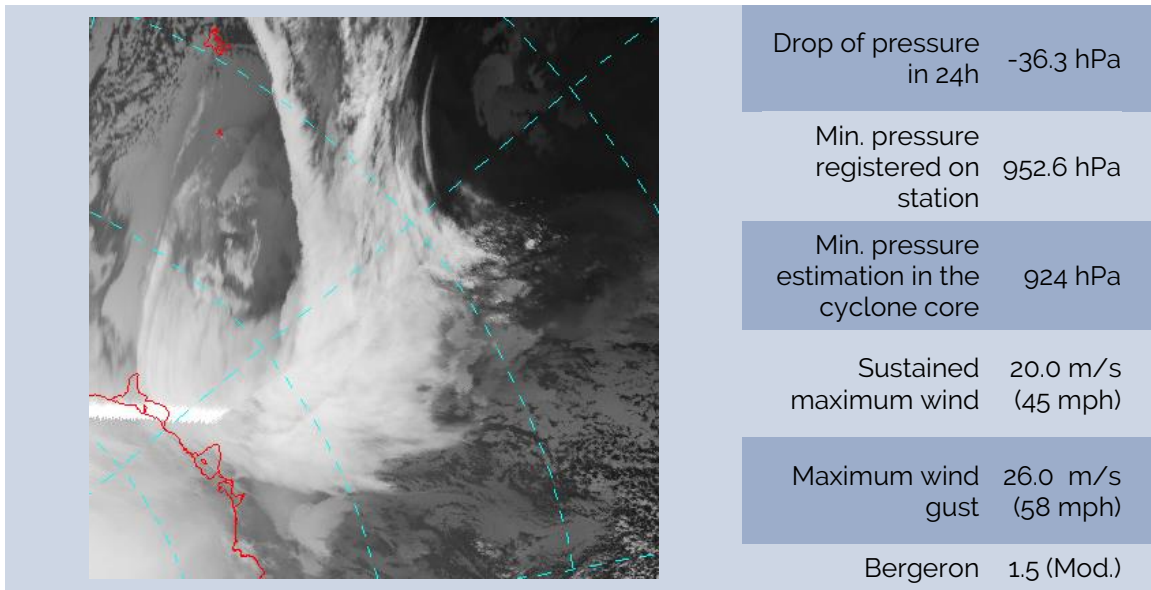 Drop of pressure
in 24h
-36.3 hPa
Min. pressure
registered on
station
952.6 hPa
Min. pressure
estimation in the
cyclone core
924 hPa
Sustained
maximum wind
20.0 m/s
(45 mph)
Maximum wind
gust
26.0 m/s
(58 mph)
Bergeron
1.5 (Mod.)